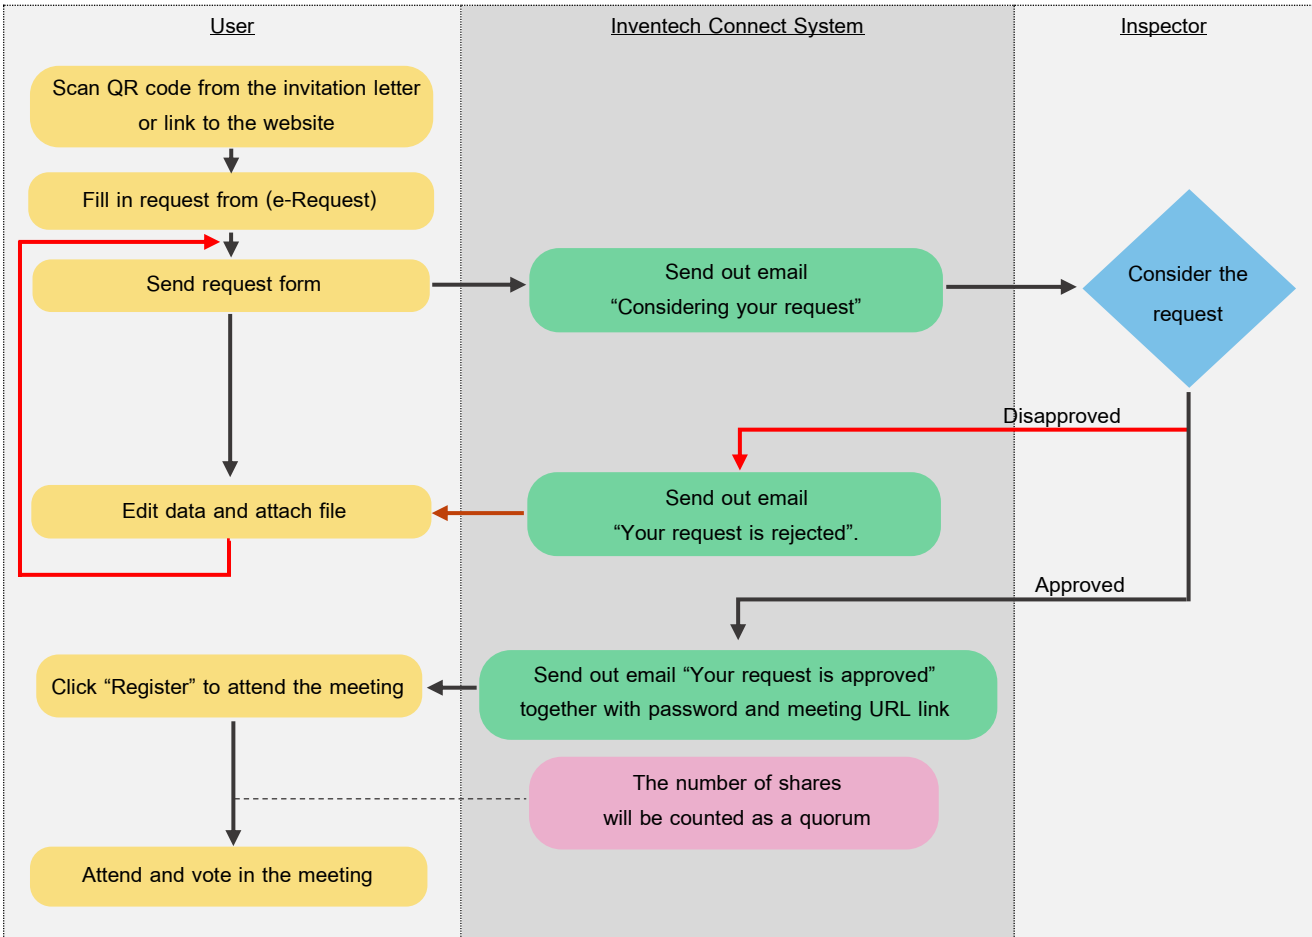 User
Inventech Connect System
Inspector
Scan QR code from the invitation letter
or link to the website
Fill in request from (e-Request)
Send request form
Send out email
“Considering your request”
Consider the
request
Disapproved
Edit data and attach file
Send out email
“Your request is rejected”.
Approved
Click “Register” to attend the meeting
Send out email “Your request is approved”
together with password and meeting URL link
The number of shares
will be counted as a quorum
Attend and vote in the meeting